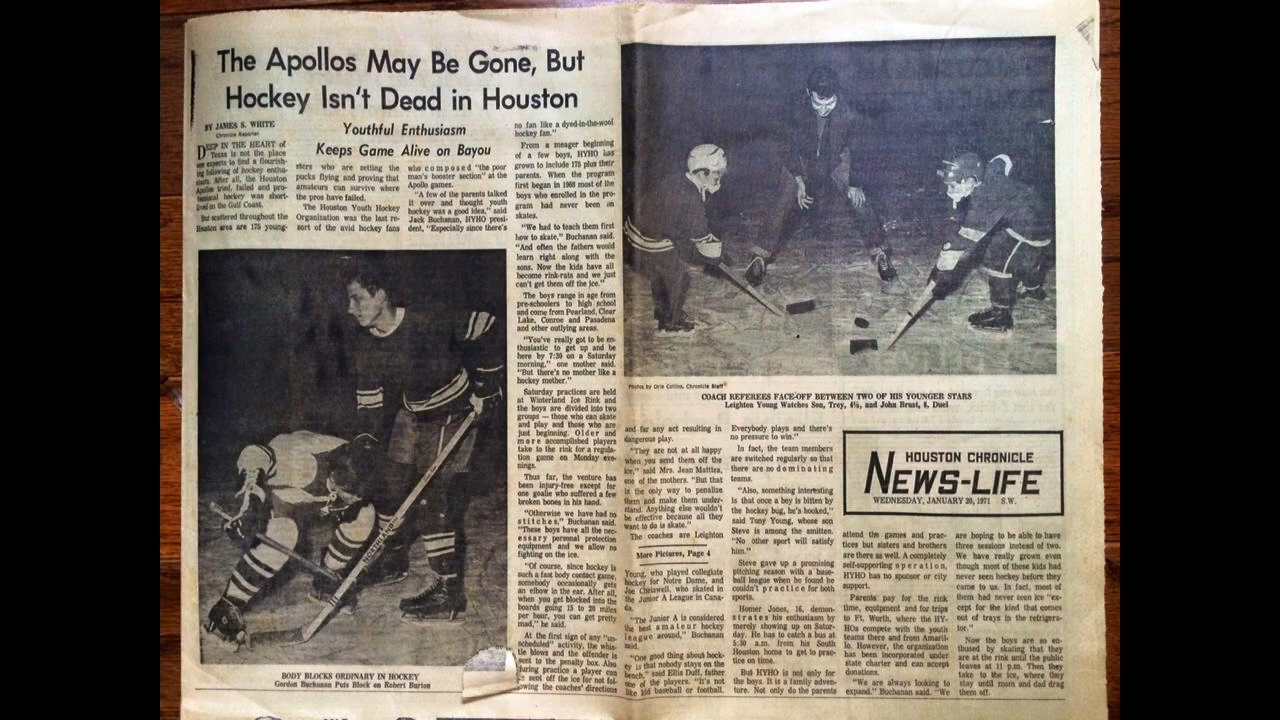 The Apollos May Be Gone, But
Hockey Isn't Dead in Houston
BY JAMES S. WHITE
Chronicle Reporter
Youthful Enthusiasm
Keeps Game Alive on Bayou
DEEP IN THE HEART of
Texas is not the place
one experts to find a flourish-
ing following of hockey enthu-
siasts. After all, the Houston
Apollos tried, failed and pro-
fessional hockey was short-
lived on the Gulf Coast.
But scattered throughout the
Houston area are 175 young-
sters who are setting the
pucks flying and proving that
amateurs can survive where
the pros have failed.
The Houston Youth Hockey
Organization was the last re-
sort of the avid hockey fans
who composed "the poor
man's booster section" at the
Apollo games.
"A few of the parents talked
it over and thought youth
hockey was a good idea," said
Jack Buchanan, HYHO presi-
dent, "Especially since there's
no fan like a dyed-in-the-wool
hockey fan."
From a meager beginning
of a few boys, HYHO has
grown to include 175 plus their
parents. When the program
first began in 1968 most of the
boys who enrolled in the pro-
gram had never been on
skates.
"We had to teach them first
how to skate," Buchanan said.
"And often the fathers would
learn right along with the
sons. Now the kids have all
become rink-rats and we just
can't get them off the ice."
The boys range in age from
pre-schoolers to high school
and come from Pearland, Clear
Lake, Conroe and Pasadena
and other outlying areas.
"You've really got to be en-
thusiastic to get up and be
here by 7:30 on a Saturday
morning," one mother said.
"But there's no mother like a
hockey mother."
Saturday practices are held
at Winterland Ice Rink and
the boys are divided into two
groups — those who can skate
and play and those who are
just beginning. Older and
more accomplished players
take to the rink for a regula-
tion game on Monday eve-
nings.
Thus far, the venture has
been injury-free except for
one goalie who suffered a few
broken bones in his hand.
"Otherwise we have had no
stitches," Buchanan said.
"These boys have all the nec-
essary personal protection
equipment and we allow no
fighting on the ice.
"Of course, since hockey is
such a fast body contact game,
somebody occasionally gets
an elbow in the ear. After all,
when you get blocked into the
boards going 15 to 20 miles
per hour, you can get pretty
mad," he said.
At the first sign of any "un-
scheduled" activity, the whis-
tle blows and the offender is
sent to the penalty box. Also
during practice a player can
be sent off the ice for not fol-
lowing the coaches' directions
NORTHLAND
BODY BLOCKS ORDINARY IN HOCKEY
Gordon Buchanan Puts Block on Robert Burton
Photos by Orie Collins, Chronicle Staff
COACH REFEREES FACE-OFF BETWEEN TWO OF HIS YOUNGER STARS
Leighton Young Watches Son, Trey, 4½, and John Brust, 8, Duel
and for any act resulting in
dangerous play.
"They are not at all happy
when you send them off the
ice," said Mrs. Jean Mattiza,
one of the mothers. "But that
is the only way to penalize
them and make them under-
stand. Anything else wouldn't
be effective because all they
want to do is skate."
The coaches are Leighton
More Pictures, Page 4
Young, who played collegiate
hockey for Notre Dame, and
Joe Chriswell, who skated in
the Junior A League in Cana-
da.
"The Junior A is considered
the best amateur hockey
league around," Buchanan
said.
"One good thing about hock-
ey is that nobody stays on the
bench," said Ellis Duff, father
one of the players. "It's not
like kid baseball or football.
Everybody plays and there's
no pressure to win."
In fact, the team members
are switched regularly so that
there are no dominating
teams.
"Also, something interesting
is that once a boy is bitten by
the hockey bug, he's hooked,"
said Tony Young, whose son
Steve is among the smitten.
"No other sport will satisfy
him."
Steve gave up a promising
pitching season with a base-
ball league when he found he
couldn't practice for both
sports.
Homer Jones, 16, demon-
strates his enthusiasm by
merely showing up on Satur-
day. He has to catch a bus at
5:30 a.m. from his South
Houston home to get to prac-
tice on time.
But HYHO is not only for
the boys. It is a family adven-
ture. Not only do the parents
HOUSTON CHRONICLE
NEWS-LIFE
WEDNESDAY, JANUARY 20, 1971 S.W.
attend the games and prac-
tices but sisters and brothers
are there as well. A completely
self-supporting operation,
HYHO has no sponsor or city
support.
Parents pay for the rink
time, equipment and for trips
to Ft. Worth, where the HY-
HOs compete with the youth
teams there and from Amaril-
lo. However, the organization
has been incorporated under
state charter and can accept
donations.
"We are always looking to
expand." Buchanan said. "We
are hoping to be able to have
three sessions instead of two.
We have really grown even
though most of these kids had
never seen hockey before they
came to us. In fact, most of
them had never seen ice "ex-
cept for the kind that comes
out of trays in the refrigera-
tor."
Now the boys are so en-
thused by skating that they
are at the rink until the public
leaves at 11 p.m. Then they
take to the ice, where they
stay until mom and dad drag
them off.